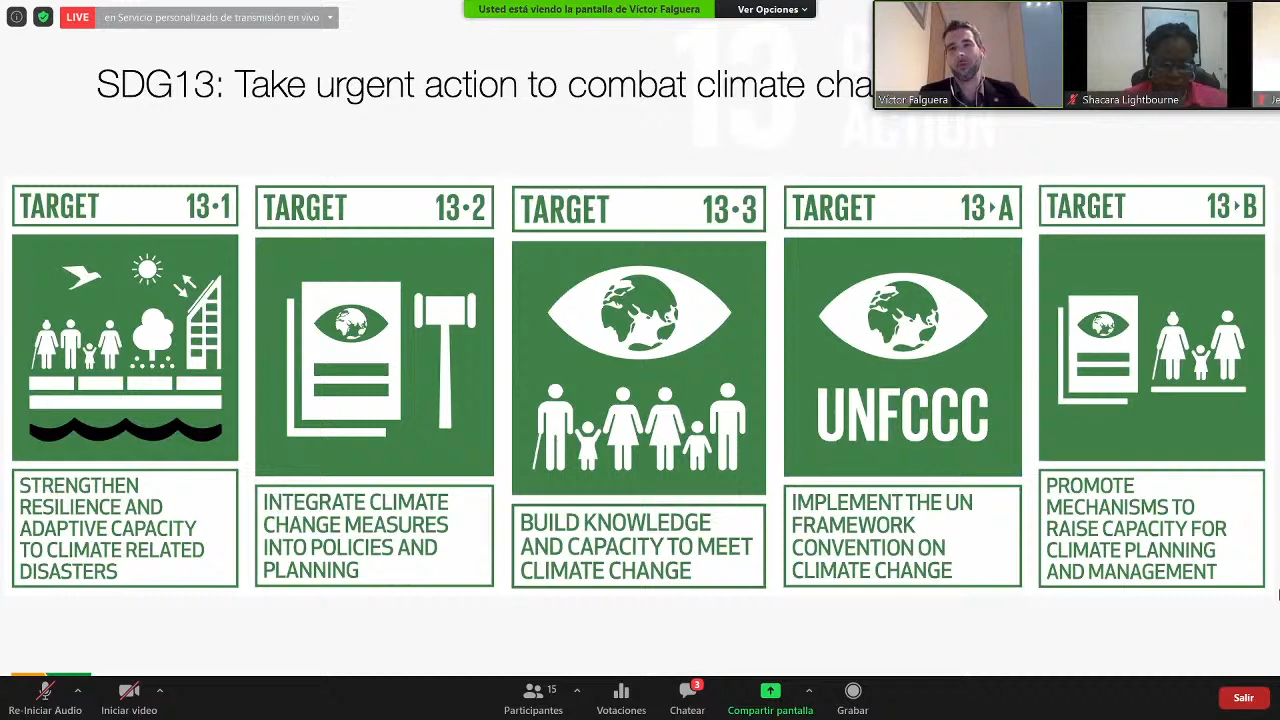 LIVE
en Servicio personalizado de transmisión en vivo
Usted está viendo la pantalla de Víctor Falguera
Ver Opciones
SDG13: Take urgent action to combat climate cha
13
ACTION
Víctor Falguera
Shacara Lightbourne
Je
TARGET 13.1
STRENGTHEN
RESILIENCE AND
ADAPTIVE CAPACITY
TO CLIMATE RELATED
DISASTERS
TARGET 13.2
INTEGRATE CLIMATE
CHANGE MEASURES
INTO POLICIES AND
PLANNING
TARGET 13.3
BUILD KNOWLEDGE
AND CAPACITY TO MEET
CLIMATE CHANGE
TARGET 13▸A
UNFCCC
IMPLEMENT THE UN
FRAMEWORK
CONVENTION ON
CLIMATE CHANGE
TARGET 13▸B
PROMOTE
MECHANISMS TO
RAISE CAPACITY FOR
CLIMATE PLANNING
AND MANAGEMENT
Re-Iniciar Audio
Iniciar video
15
Participantes
Votaciones
3
Chatear
Compartir pantalla
Grabar
Salir